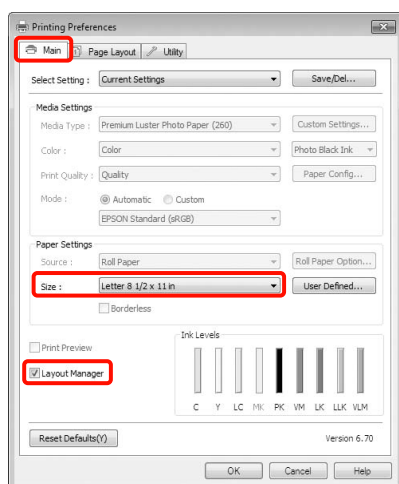 Printing Preferences
Main Page Layout Utility
Select Setting : Current Settings Save/Del...
Media Settings
Media Type : Premium Luster Photo Paper (260) Custom Settings...
Color : Color Photo Black Ink
Print Quality : Quality Paper Config...
Mode : Automatic Custom
EPSON Standard (sRGB)
Paper Settings
Source : Roll Paper Roll Paper Option...
Size : Letter 8 1/2 x 11 in User Defined...
Borderless
Ink Levels
Print Preview
Layout Manager
C Y LC MK PK VM LK LLK VLM
Reset Defaults(Y) Version 6.70
OK Cancel Help